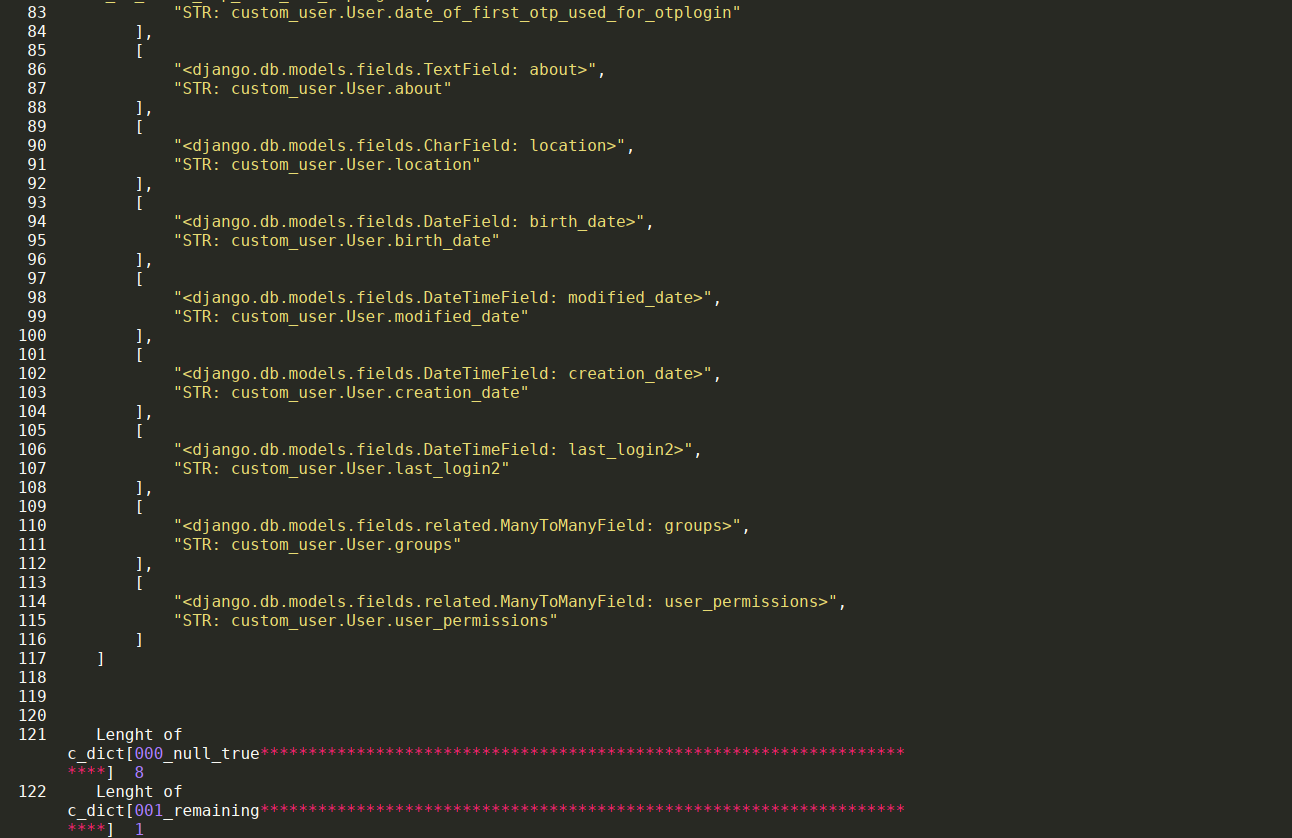 83 "STR: custom_user.User.date_of_first_otp_used_for_otplogin"
84 ],
85 [
86 "<django.db.models.fields.TextField: about>",
87 "STR: custom_user.User.about"
88 ],
89 [
90 "<django.db.models.fields.CharField: location>",
91 "STR: custom_user.User.location"
92 ],
93 [
94 "<django.db.models.fields.DateField: birth_date>",
95 "STR: custom_user.User.birth_date"
96 ],
97 [
98 "<django.db.models.fields.DateTimeField: modified_date>",
99 "STR: custom_user.User.modified_date"
100 ],
101 [
102 "<django.db.models.fields.DateTimeField: creation_date>",
103 "STR: custom_user.User.creation_date"
104 ],
105 [
106 "<django.db.models.fields.DateTimeField: last_login2>",
107 "STR: custom_user.User.last_login2"
108 ],
109 [
110 "<django.db.models.fields.related.ManyToManyField: groups>",
111 "STR: custom_user.User.groups"
112 ],
113 [
114 "<django.db.models.fields.related.ManyToManyField: user_permissions>",
115 "STR: custom_user.User.user_permissions"
116 ]
117 ]
118
119
120
121 Lenght of
c_dict[000_null_true*******************************************************************
****] 8
122 Lenght of
c_dict[001_remaining*******************************************************************
****] 1